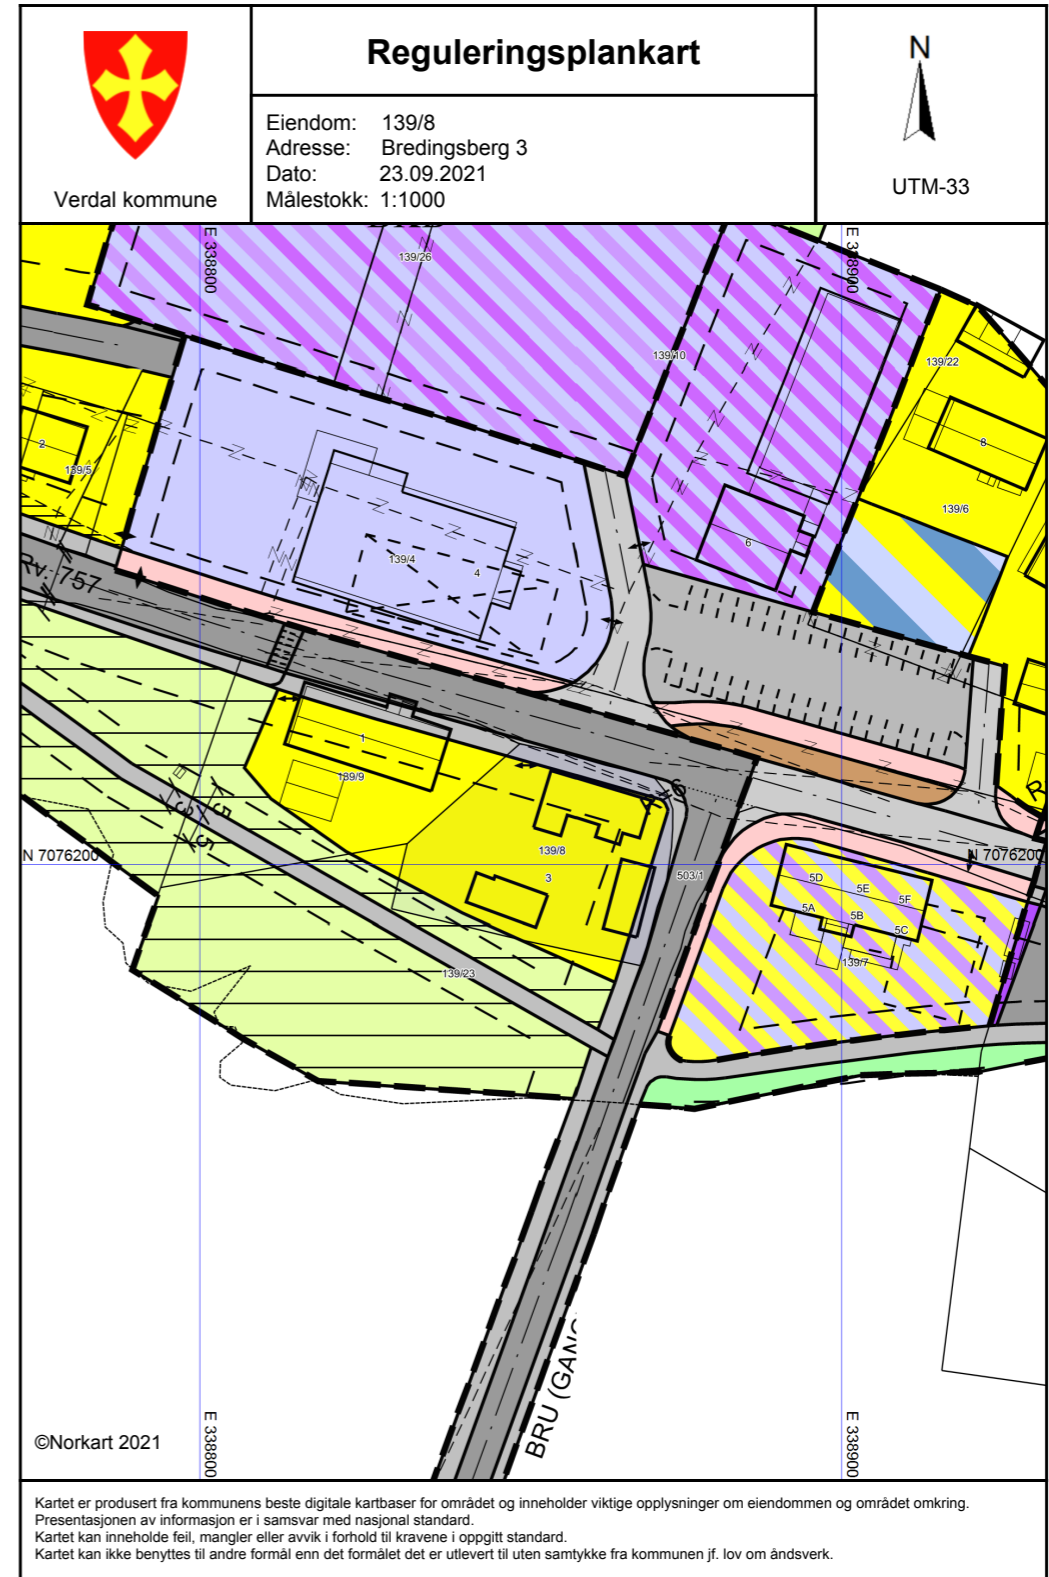 Reguleringsplankart
N
Eiendom: 139/8
Adresse: Bredingsberg 3
Dato: 23.09.2021
Målestokk: 1:1000
Verdal kommune
UTM-33
E 338800
E 338900
139/26
139/10
139/22
8
2
139/5
139/6
6
139/4
4
Rv. 757
1
139/9
139/8
3
N 7076200
N 7076200
503/1
5D
5E
5F
5A
5B
5C
139/7
139/23
BRU (GANG
E 338800
E 338900
©Norkart 2021
Kartet er produsert fra kommunens beste digitale kartbaser for området og inneholder viktige opplysninger om eiendommen og området omkring.
Presentasjonen av informasjon er i samsvar med nasjonal standard.
Kartet kan inneholde feil, mangler eller avvik i forhold til kravene i oppgitt standard.
Kartet kan ikke benyttes til andre formål enn det formålet det er utlevert til uten samtykke fra kommunen jf. lov om åndsverk.